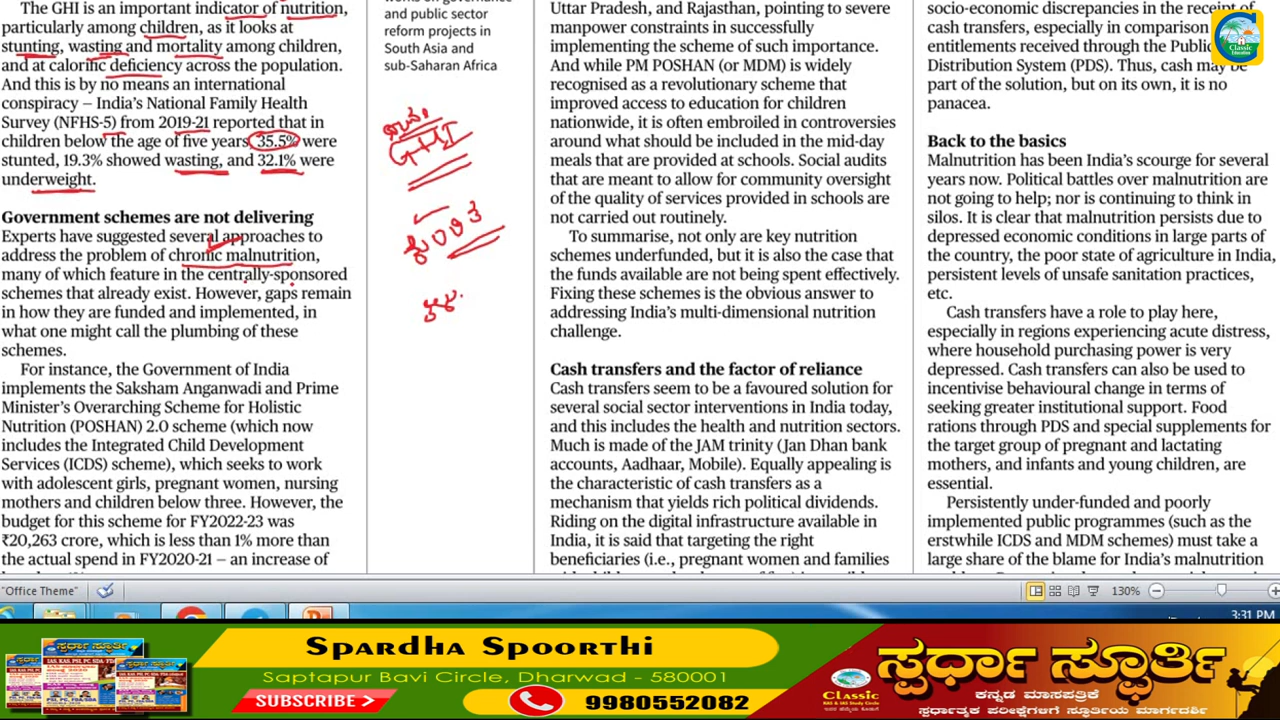 The GHI is an important indicator of nutrition,
particularly among children, as it looks at
stunting, wasting and mortality among children,
and at calorific deficiency across the population.
And this is by no means an international
conspiracy – India's National Family Health
Survey (NFHS-5) from 2019-21 reported that in
children below the age of five years, 35.5% were
stunted, 19.3% showed wasting, and 32.1% were
underweight.
Government schemes are not delivering
Experts have suggested several approaches to
address the problem of chronic malnutrition,
many of which feature in the centrally-sponsored
schemes that already exist. However, gaps remain
in how they are funded and implemented, in
what one might call the plumbing of these
schemes.
For instance, the Government of India
implements the Saksham Anganwadi and Prime
Minister's Overarching Scheme for Holistic
Nutrition (POSHAN) 2.0 scheme (which now
includes the Integrated Child Development
Services (ICDS) scheme), which seeks to work
with adolescent girls, pregnant women, nursing
mothers and children below three. However, the
budget for this scheme for FY2022-23 was
₹20,263 crore, which is less than 1% more than
the actual spend in FY2020-21 – an increase of
and public sector
reform projects in
South Asia and
sub-Saharan Africa
GHI
Uttar Pradesh, and Rajasthan, pointing to severe
manpower constraints in successfully
implementing the scheme of such importance.
And while PM POSHAN (or MDM) is widely
recognised as a revolutionary scheme that
improved access to education for children
nationwide, it is often embroiled in controversies
around what should be included in the mid-day
meals that are provided at schools. Social audits
that are meant to allow for community oversight
of the quality of services provided in schools are
not carried out routinely.
To summarise, not only are key nutrition
schemes underfunded, but it is also the case that
the funds available are not being spent effectively.
Fixing these schemes is the obvious answer to
addressing India's multi-dimensional nutrition
challenge.
Cash transfers and the factor of reliance
Cash transfers seem to be a favoured solution for
several social sector interventions in India today,
and this includes the health and nutrition sectors.
Much is made of the JAM trinity (Jan Dhan bank
accounts, Aadhaar, Mobile). Equally appealing is
the characteristic of cash transfers as a
mechanism that yields rich political dividends.
Riding on the digital infrastructure available in
India, it is said that targeting the right
beneficiaries (i.e., pregnant women and families
socio-economic discrepancies in the receipt of
cash transfers, especially in comparison
entitlements received through the Public
Distribution System (PDS). Thus, cash may be
part of the solution, but on its own, it is no
panacea.
Back to the basics
Malnutrition has been India's scourge for several
years now. Political battles over malnutrition are
not going to help; nor is continuing to think in
silos. It is clear that malnutrition persists due to
depressed economic conditions in large parts of
the country, the poor state of agriculture in India,
persistent levels of unsafe sanitation practices,
etc.
Cash transfers have a role to play here,
especially in regions experiencing acute distress,
where household purchasing power is very
depressed. Cash transfers can also be used to
incentivise behavioural change in terms of
seeking greater institutional support. Food
rations through PDS and special supplements for
the target group of pregnant and lactating
mothers, and infants and young children, are
essential.
Persistently under-funded and poorly
implemented public programmes (such as the
erstwhile ICDS and MDM schemes) must take a
large share of the blame for India's malnutrition
Classic
Education
"Office Theme"
130%
3:31 PM
Spardha Spoorthi
Saptapur Bavi Circle, Dharwad - 580001
SUBSCRIBE
9980552082
ಸ್ಪರ್ಧಾ ಸ್ಫೂರ್ತಿ
ಕನ್ನಡ ಮಾಸಪತ್ರಿಕೆ
ಸ್ಪರ್ಧಾತ್ಮಕ ಪರೀಕ್ಷೆಗಳಿಗೆ ಸ್ಫೂರ್ತಿಯ ಮಾರ್ಗದರ್ಶಿ
Classic
IAS & KAS Study Circle